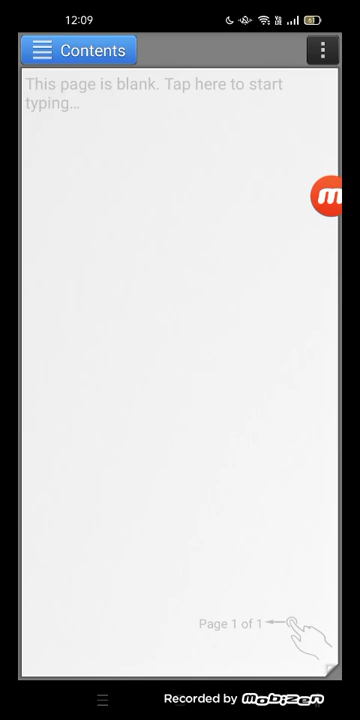 12:09
Contents
This page is blank. Tap here to start
typing...
m
Page 1 of 1
Recorded by mobizen